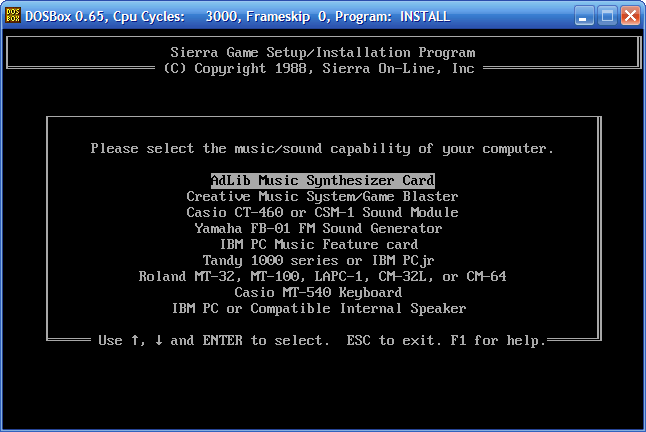 DOSBox 0.65, Cpu Cycles: 3000, Frameskip 0, Program: INSTALL
Sierra Game Setup/Installation Program
(C) Copyright 1988, Sierra On-Line, Inc
Please select the music/sound capability of your computer.
AdLib Music Synthesizer Card
Creative Music System/Game Blaster
Casio CT-460 or CSM-1 Sound Module
Yamaha FB-01 FM Sound Generator
IBM PC Music Feature card
Tandy 1000 series or IBM PCjr
Roland MT-32, MT-100, LAPC-1, CM-32L, or CM-64
Casio MT-540 Keyboard
IBM PC or Compatible Internal Speaker
Use ↑, ↓ and ENTER to select. ESC to exit. F1 for help.